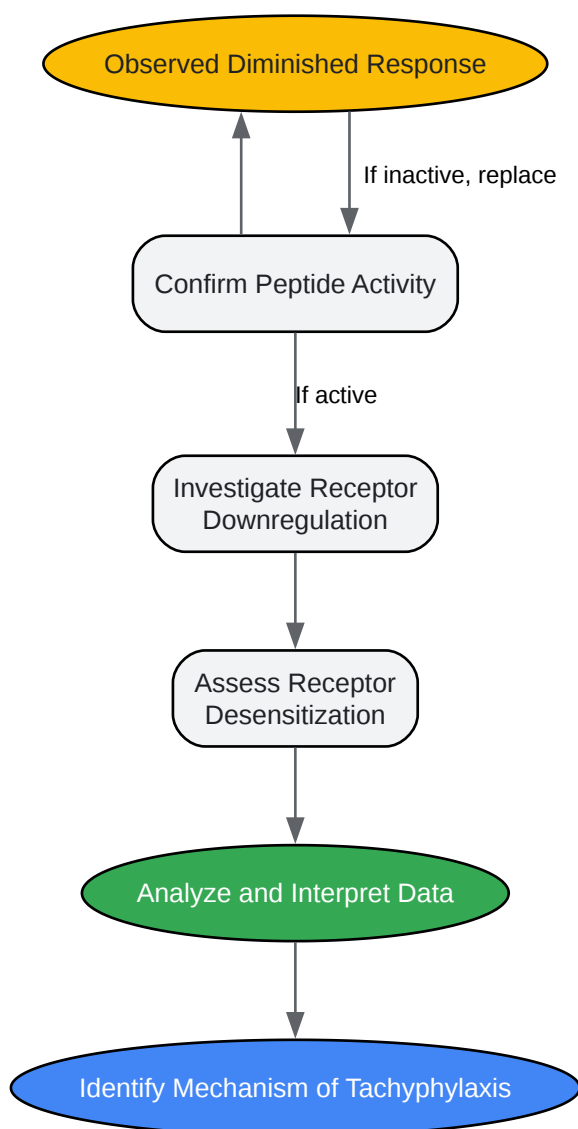 Observed Diminished Response
If inactive, replace
Confirm Peptide Activity
If active
Investigate Receptor
Downregulation
Assess Receptor
Desensitization
Analyze and Interpret Data
Identify Mechanism of Tachyphylaxis